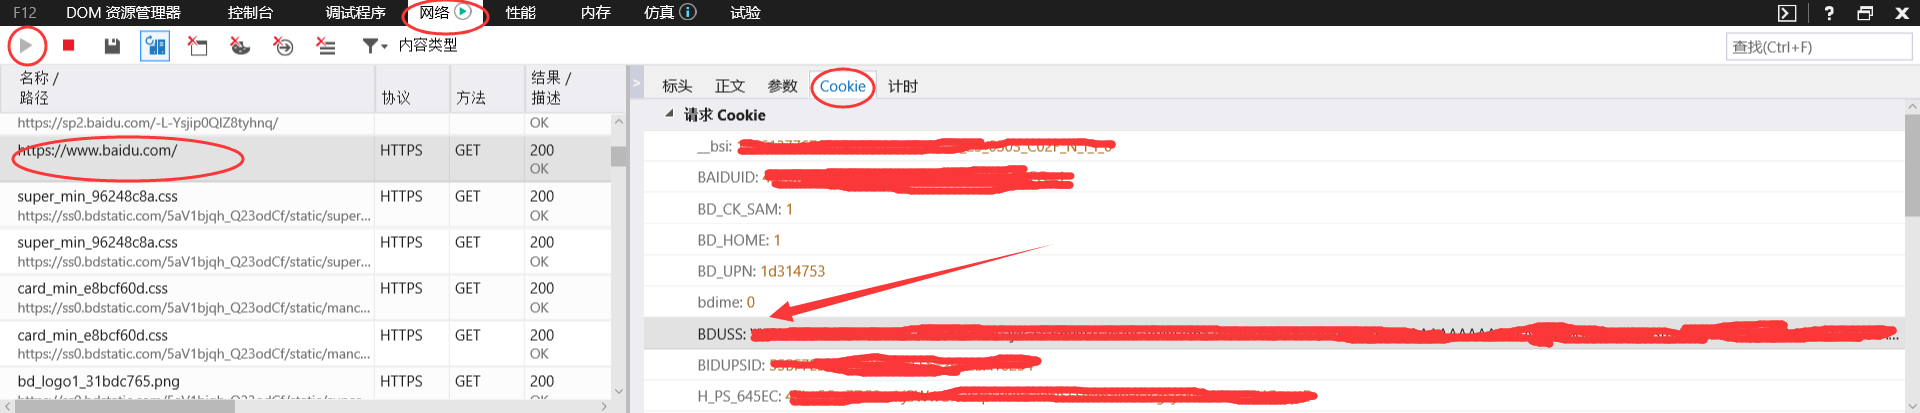 F12 DOM 资源管理器 控制台 调试程序 网络 性能 内存 仿真 试验 ?
内容类型 查找(Ctrl+F)
名称 / 路径 协议 方法 结果 / 描述
https://sp2.baidu.com/-L-Ysjip0QIZ8tyhnq/ OK
https://www.baidu.com/ HTTPS GET 200
OK
super_min_96248c8a.css HTTPS GET 200
https://ss0.bdstatic.com/5aV1bjqh_Q23odCf/static/super... OK
super_min_96248c8a.css HTTPS GET 200
https://ss0.bdstatic.com/5aV1bjqh_Q23odCf/static/super... OK
card_min_e8bcf60d.css HTTPS GET 200
https://ss0.bdstatic.com/5aV1bjqh_Q23odCf/static/manc... OK
card_min_e8bcf60d.css HTTPS GET 200
https://ss0.bdstatic.com/5aV1bjqh_Q23odCf/static/manc... OK
bd_logo1_31bdc765.png HTTPS GET 200
标头 正文 参数 Cookie 计时
请求 Cookie
__bsi:
BAIDUID:
BD_CK_SAM: 1
BD_HOME: 1
BD_UPN: 1d314753
bdime: 0
BDUSS:
BIDUPSID:
H_PS_645EC: